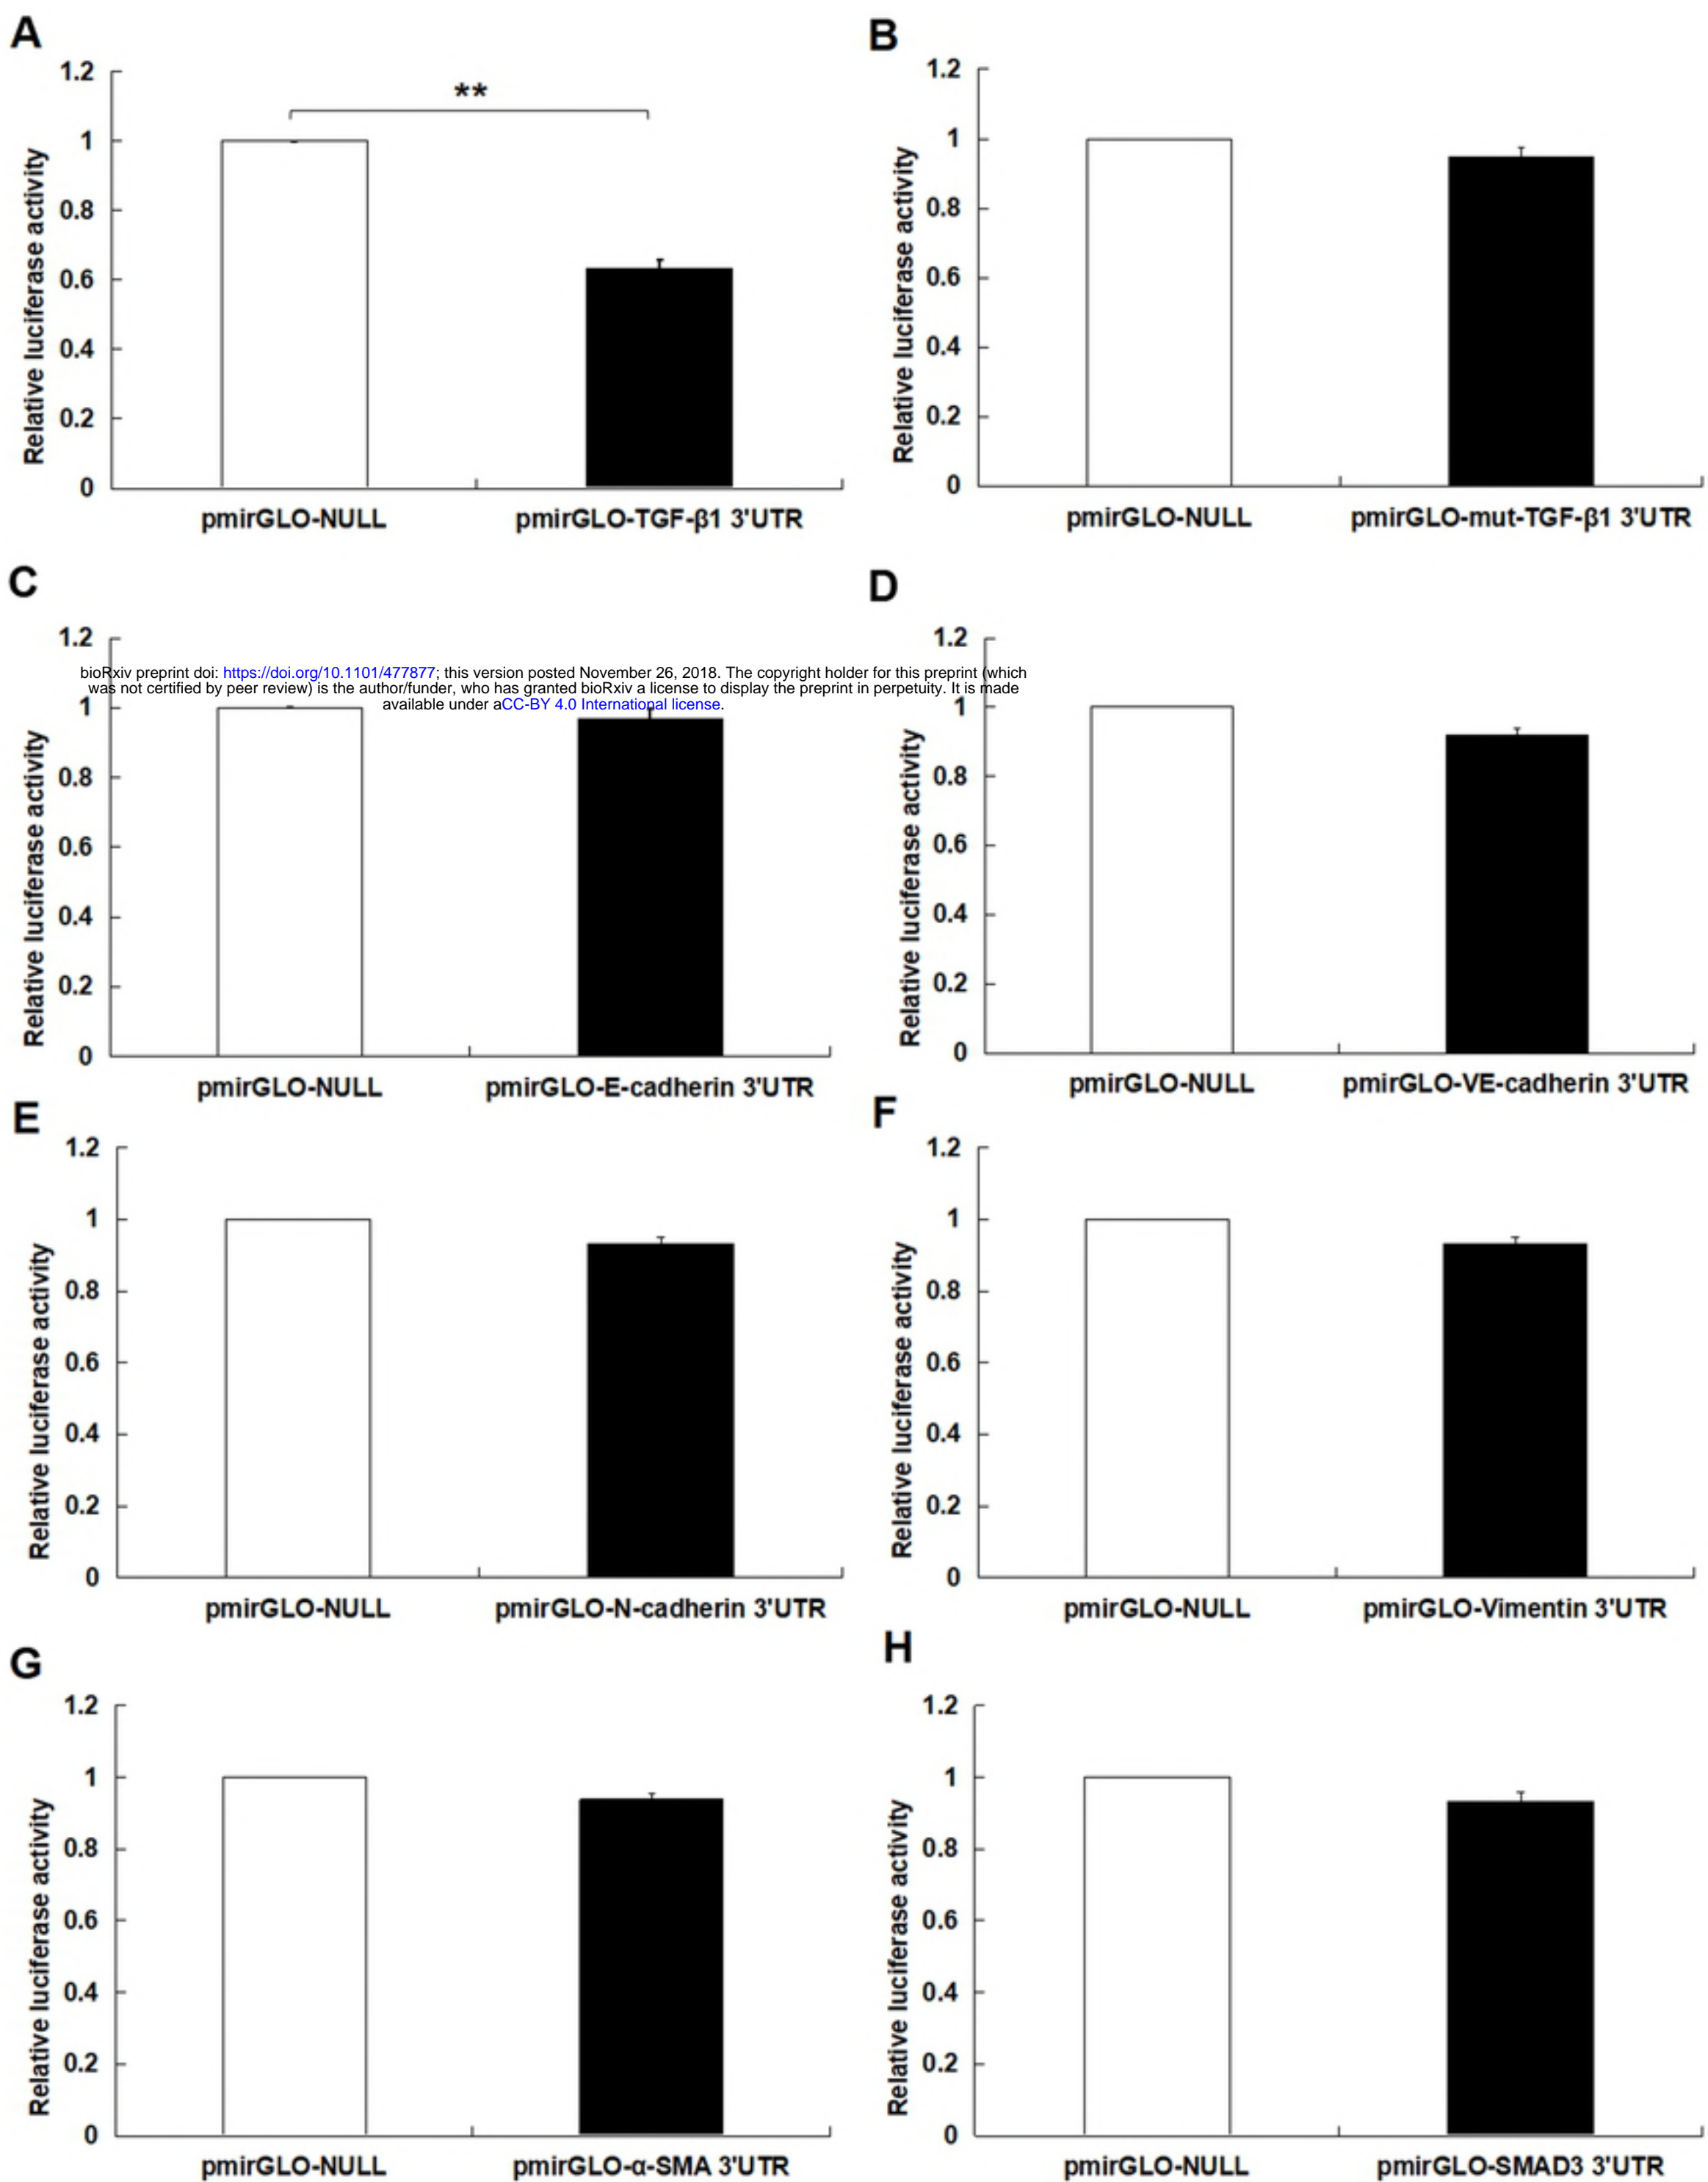 A
1.2
**
1
0.8
0.6
0.4
0.2
0
Relative luciferase activity
pmirGLO-NULL
pmirGLO-TGF-β1 3'UTR
B
1.2
1
0.8
0.6
0.4
0.2
0
Relative luciferase activity
pmirGLO-NULL
pmirGLO-mut-TGF-β1 3'UTR
bioRxiv preprint doi: https://doi.org/10.1101/477877; this version posted November 26, 2018. The copyright holder for this preprint (which
was not certified by peer review) is the author/funder, who has granted bioRxiv a license to display the preprint in perpetuity. It is made
available under aCC-BY 4.0 International license.
C
1.2
1
0.8
0.6
0.4
0.2
0
Relative luciferase activity
pmirGLO-NULL
pmirGLO-E-cadherin 3'UTR
D
1.2
1
0.8
0.6
0.4
0.2
0
Relative luciferase activity
pmirGLO-NULL
pmirGLO-VE-cadherin 3'UTR
E
1.2
1
0.8
0.6
0.4
0.2
0
Relative luciferase activity
pmirGLO-NULL
pmirGLO-N-cadherin 3'UTR
F
1.2
1
0.8
0.6
0.4
0.2
0
Relative luciferase activity
pmirGLO-NULL
pmirGLO-Vimentin 3'UTR
G
1.2
1
0.8
0.6
0.4
0.2
0
Relative luciferase activity
pmirGLO-NULL
pmirGLO-α-SMA 3'UTR
H
1.2
1
0.8
0.6
0.4
0.2
0
Relative luciferase activity
pmirGLO-NULL
pmirGLO-SMAD3 3'UTR